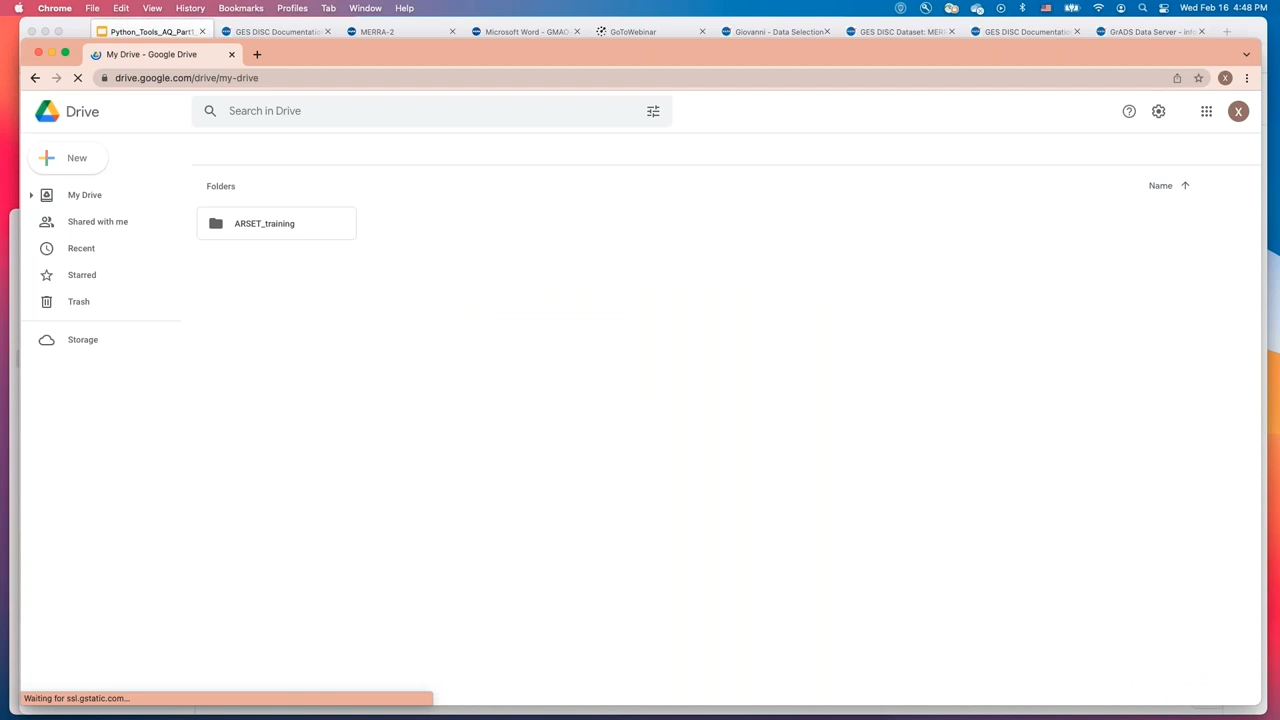 Chrome File Edit View History Bookmarks Profiles Tab Window Help Wed Feb 16 4:48 PM
Python_Tools_AQ_Part1 GES DISC Documentatio MERRA-2 Microsoft Word - GMAO- GoToWebinar Giovanni - Data Selection GES DISC Dataset: MER GES DISC Documentati GrADS Data Server - info
My Drive - Google Drive
drive.google.com/drive/my-drive X
Drive Search in Drive X
New
Folders Name
My Drive
Shared with me ARSET_training
Recent
Starred
Trash
Storage
Waiting for ssl.gstatic.com...